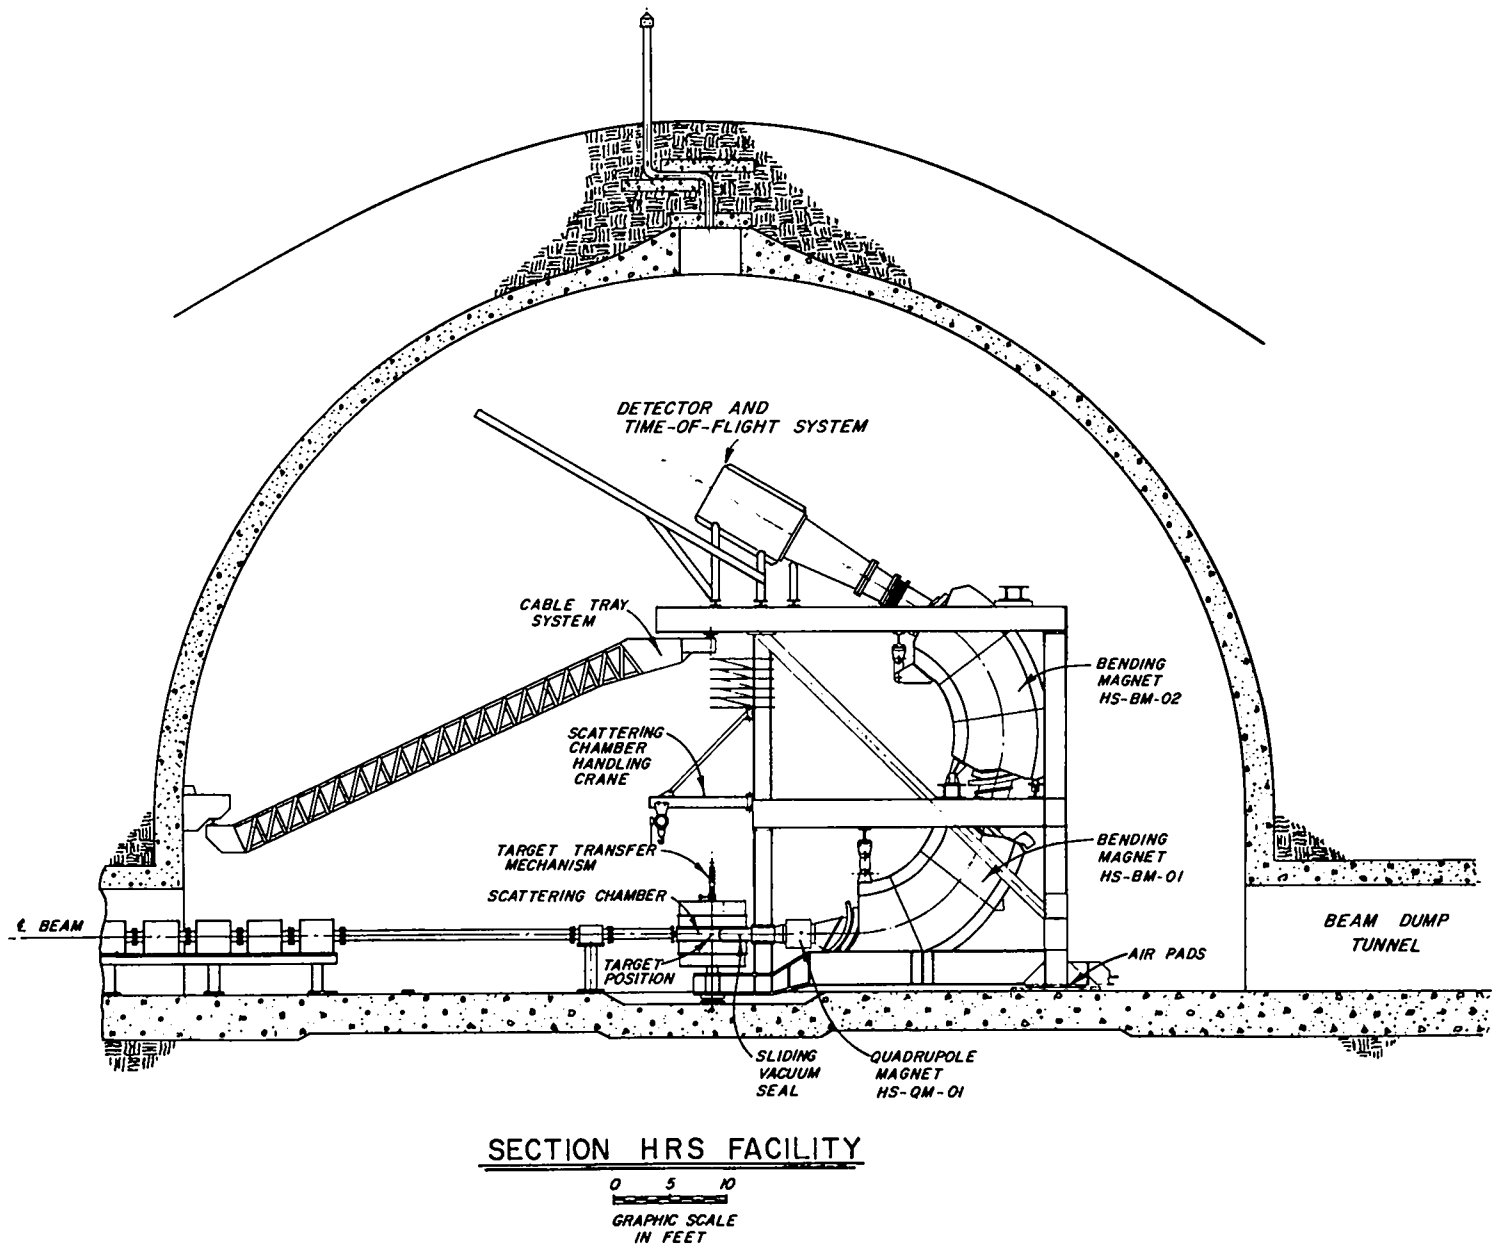 DETECTOR AND
TIME-OF-FLIGHT SYSTEM
CABLE TRAY
SYSTEM
BENDING
MAGNET
HS-BM-02
SCATTERING
CHAMBER
HANDLING
CRANE
TARGET TRANSFER
MECHANISM
BENDING
MAGNET
HS-BM-01
SCATTERING CHAMBER
℄ BEAM
BEAM DUMP
TUNNEL
TARGET
POSITION
AIR PADS
SLIDING
VACUUM
SEAL
QUADRUPOLE
MAGNET
HS-QM-01
SECTION HRS FACILITY
0 5 10
GRAPHIC SCALE
IN FEET